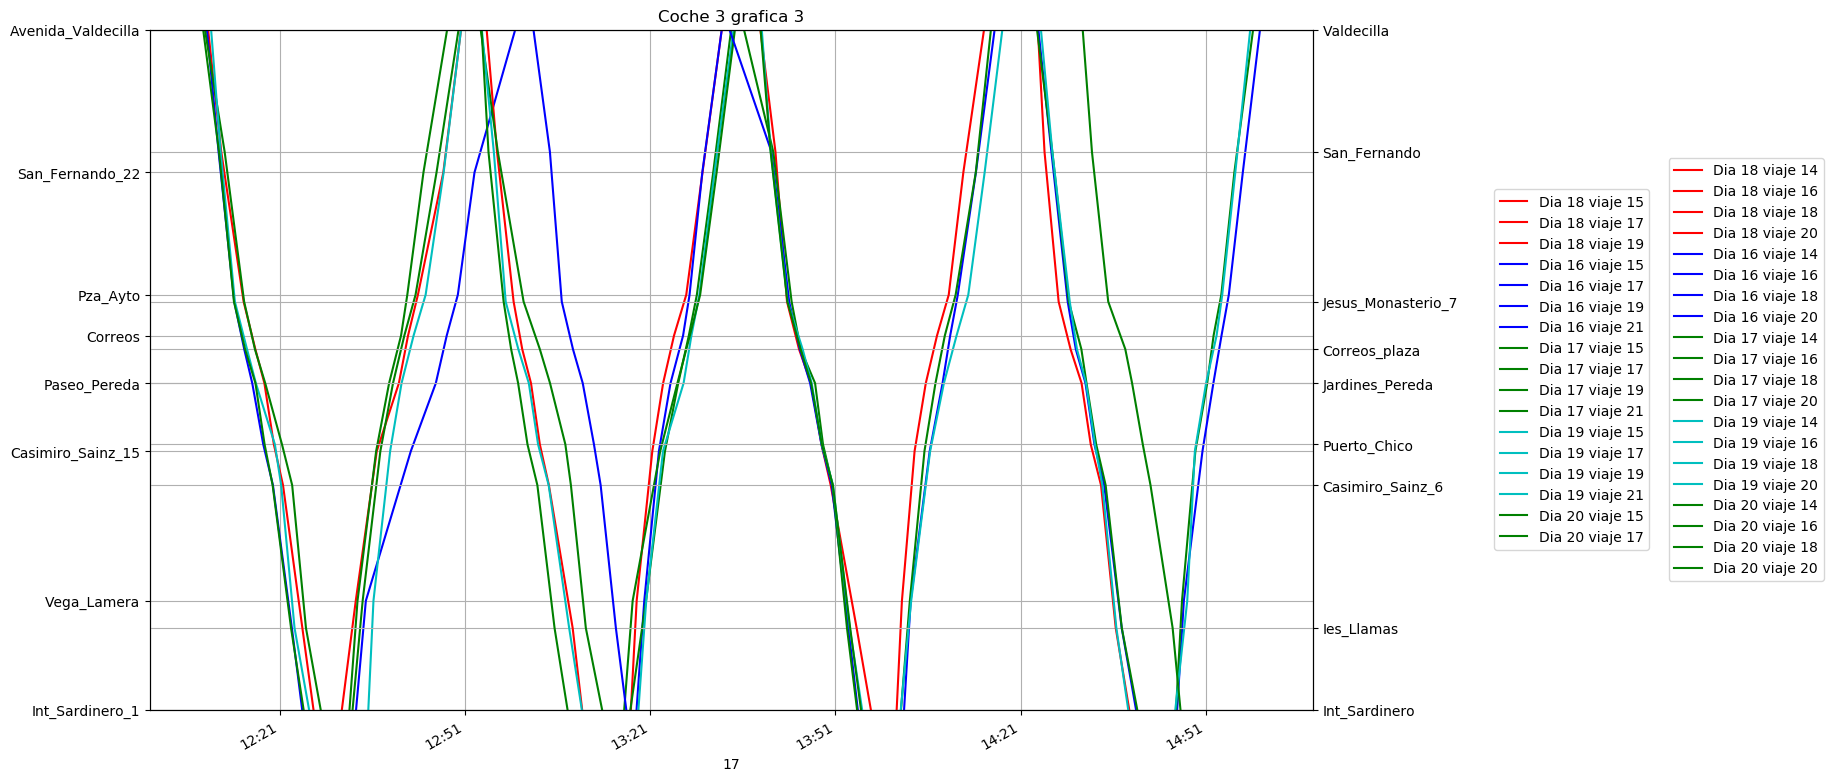 Coche 3 grafica 3
Avenida_Valdecilla
San_Fernando_22
Pza_Ayto
Correos
Paseo_Pereda
Casimiro_Sainz_15
Vega_Lamera
Int_Sardinero_1
Valdecilla
San_Fernando
Jesus_Monasterio_7
Correos_plaza
Jardines_Pereda
Puerto_Chico
Casimiro_Sainz_6
Ies_Llamas
Int_Sardinero
12:21
12:51
13:21
13:51
14:21
14:51
17
Dia 18 viaje 15
Dia 18 viaje 17
Dia 18 viaje 19
Dia 16 viaje 15
Dia 16 viaje 17
Dia 16 viaje 19
Dia 16 viaje 21
Dia 17 viaje 15
Dia 17 viaje 17
Dia 17 viaje 19
Dia 17 viaje 21
Dia 19 viaje 15
Dia 19 viaje 17
Dia 19 viaje 19
Dia 19 viaje 21
Dia 20 viaje 15
Dia 20 viaje 17
Dia 18 viaje 14
Dia 18 viaje 16
Dia 18 viaje 18
Dia 18 viaje 20
Dia 16 viaje 14
Dia 16 viaje 16
Dia 16 viaje 18
Dia 16 viaje 20
Dia 17 viaje 14
Dia 17 viaje 16
Dia 17 viaje 18
Dia 17 viaje 20
Dia 19 viaje 14
Dia 19 viaje 16
Dia 19 viaje 18
Dia 19 viaje 20
Dia 20 viaje 14
Dia 20 viaje 16
Dia 20 viaje 18
Dia 20 viaje 20